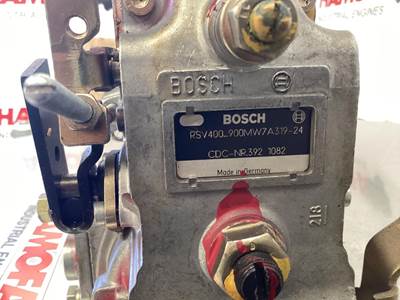 BOSCH
BOSCH
RSV400...900MW7A319-24
CDC-NR.392 1082
Made in Germany
218